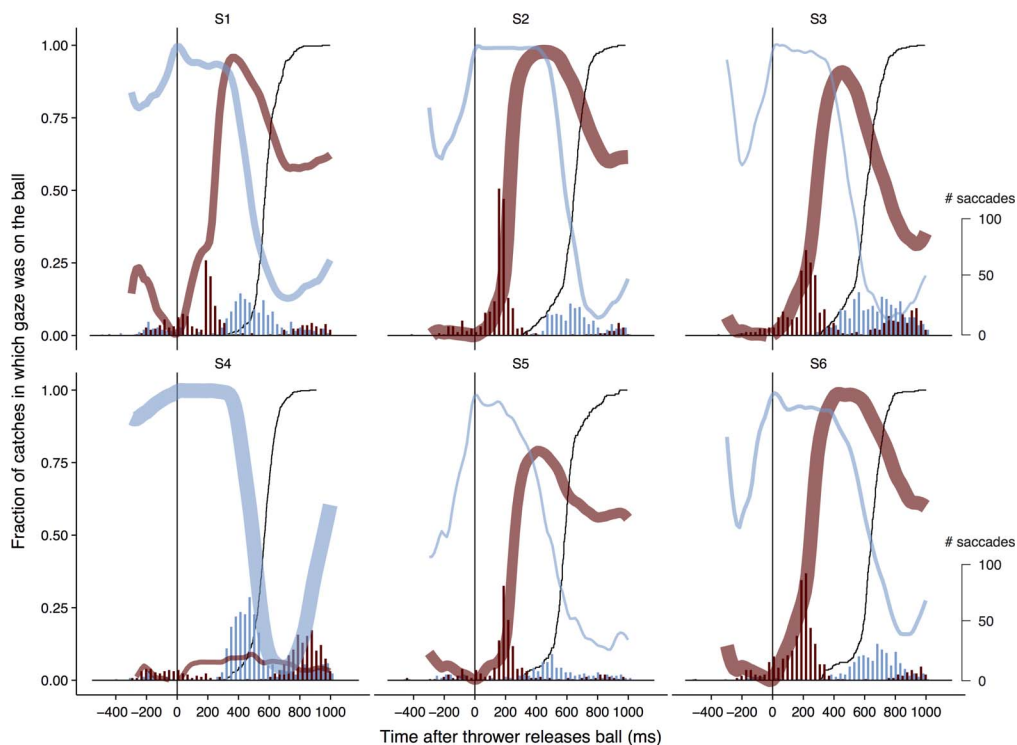 S1 S2 S3
Fraction of catches in which gaze was on the ball
1.00
0.75
0.50
0.25
0.00
# saccades
100
50
0
S4 S5 S6
1.00
0.75
0.50
0.25
0.00
# saccades
100
50
0
−400 −200 0 200 400 600 800 1000 −400 −200 0 200 400 600 800 1000 −400 −200 0 200 400 600 800 1000
Time after thrower releases ball (ms)